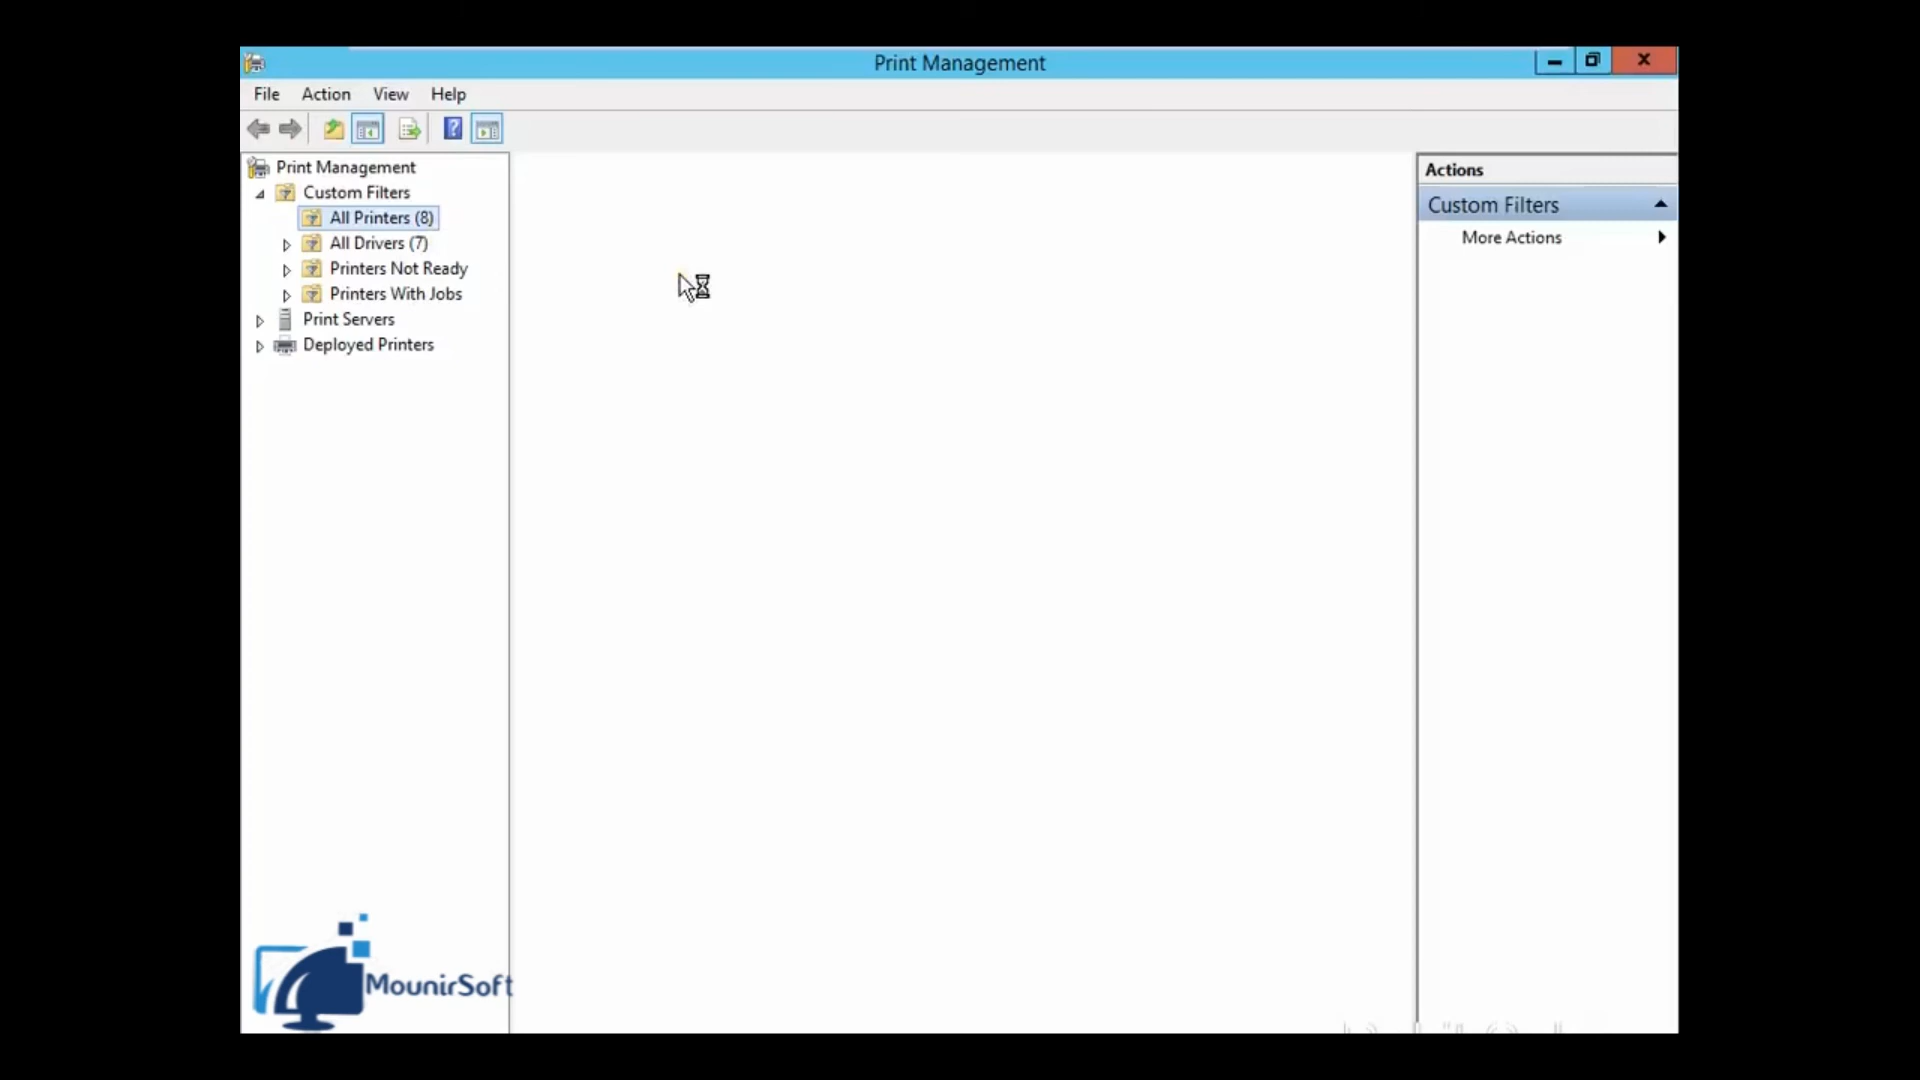 Print Management
File Action View Help
Print Management
Custom Filters
All Printers (8)
All Drivers (7)
Printers Not Ready
Printers With Jobs
Print Servers
Deployed Printers
Actions
Custom Filters
More Actions
MounirSoft